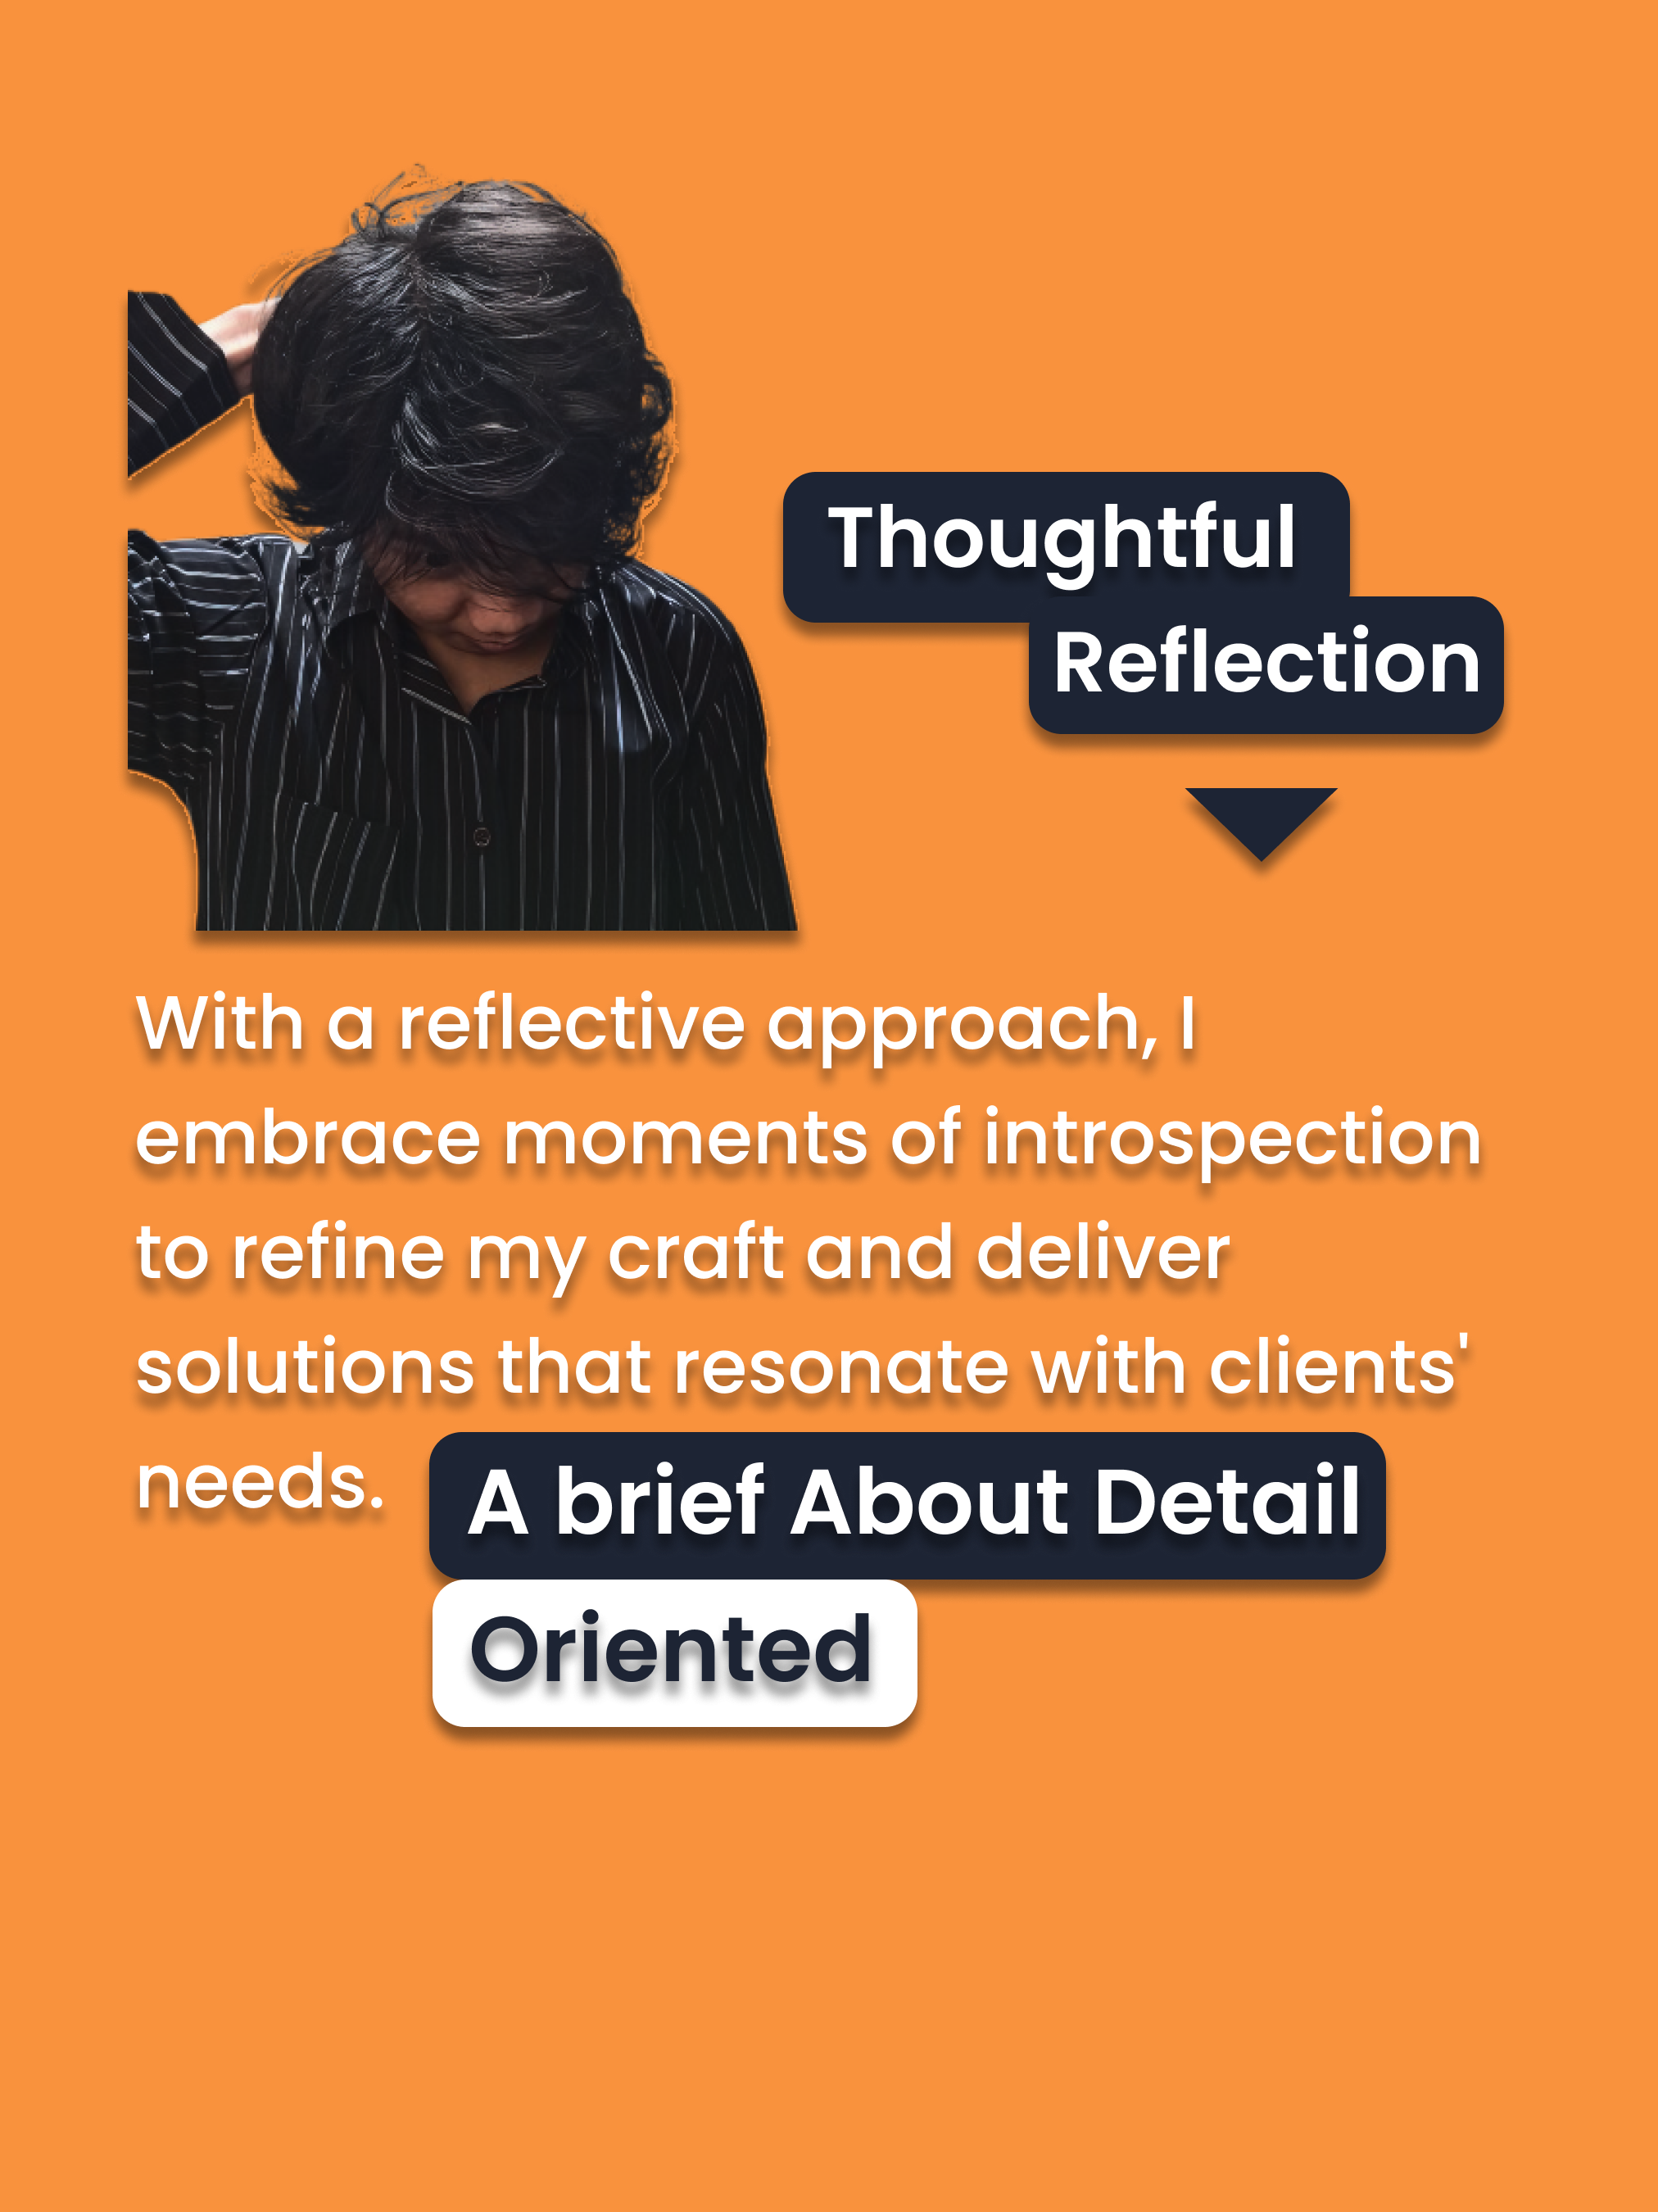 Thoughtful
Reflection
With a reflective approach, I
embrace moments of introspection
to refine my craft and deliver
solutions that resonate with clients'
needs.
A brief About Detail
Oriented